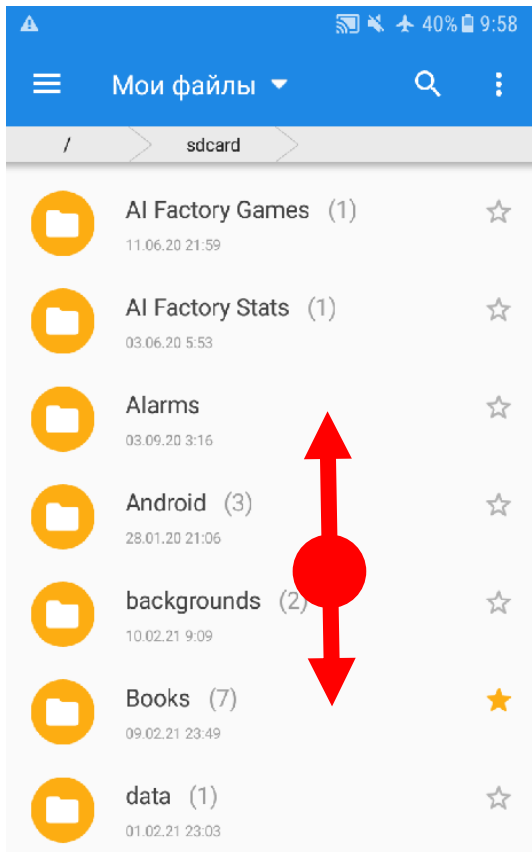 40% 9:58
Мои файлы
/ sdcard
AI Factory Games (1)
11.06.20 21:59
AI Factory Stats (1)
03.06.20 5:53
Alarms
03.09.20 3:16
Android (3)
28.01.20 21:06
backgrounds (2)
10.02.21 9:09
Books (7)
09.02.21 23:49
data (1)
01.02.21 23:03